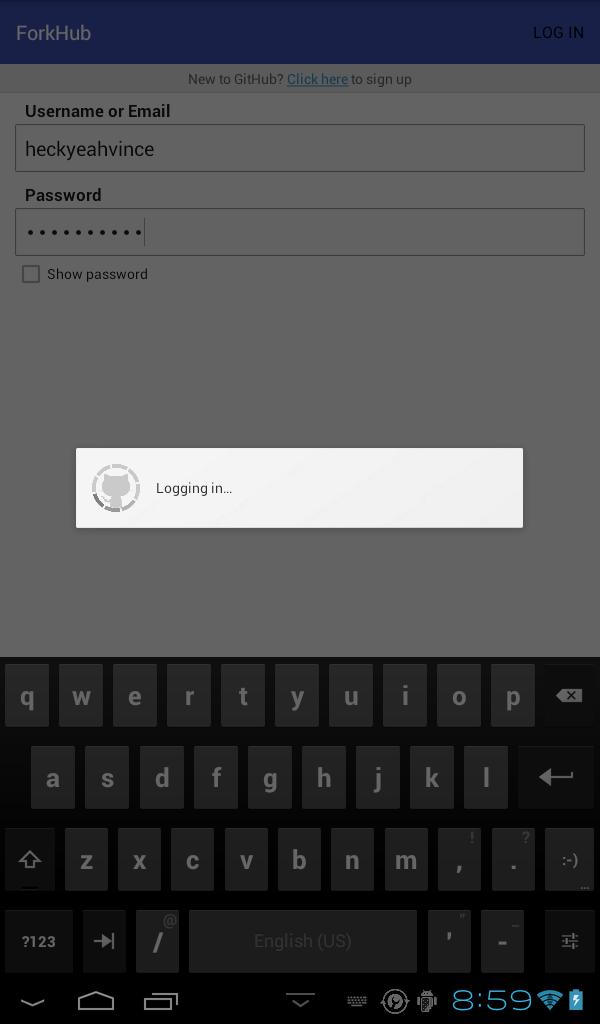 ForkHub LOG IN
New to GitHub? Click here to sign up
Username or Email
heckyeahvince
Password
••••••••••
Show password
Logging in...
q w e r t y u i o p
a s d f g h j k l
! ?
z x c v b n m , . :-)
...
@ " _
?123 / English (US) ' -
8:59